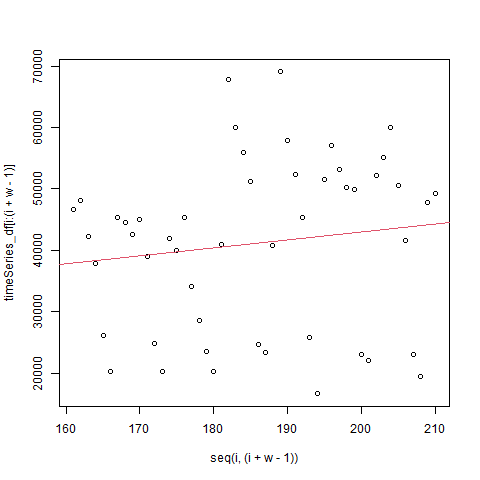 timeSeries_df[i:(i + w - 1)]
70000
60000
50000
40000
30000
20000
160 170 180 190 200 210
seq(i, (i + w - 1))